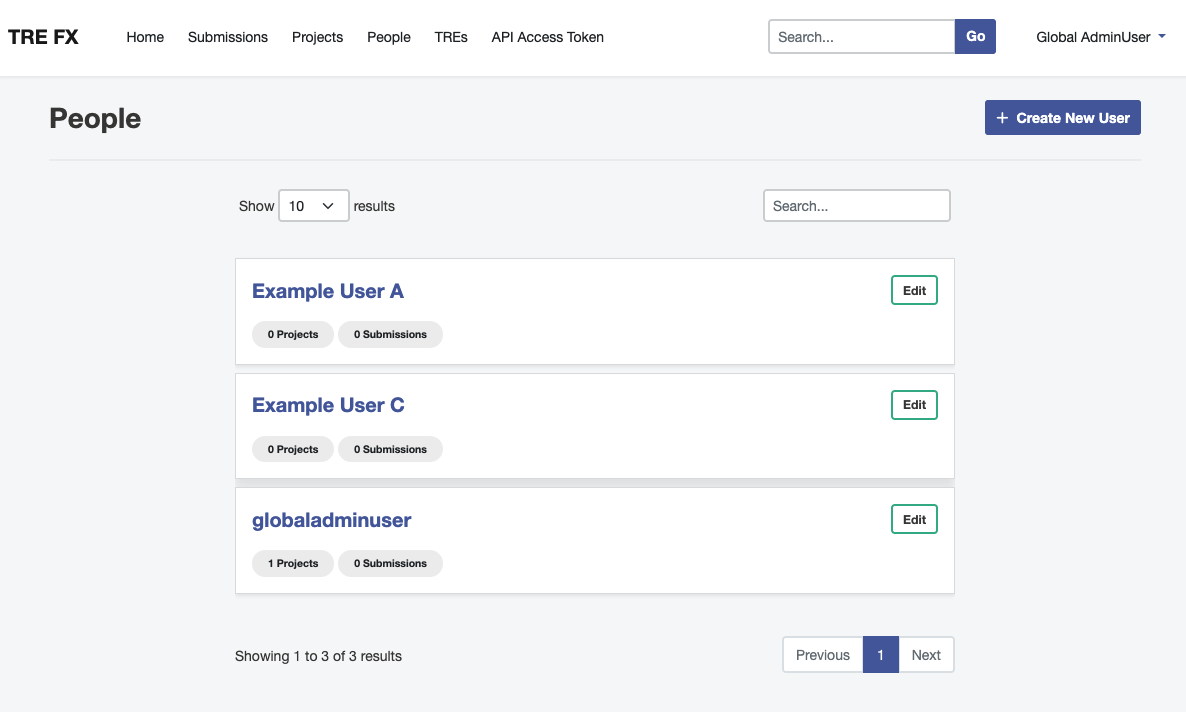 TRE FX Home Submissions Projects People TREs API Access Token Search... Go Global AdminUser
People + Create New User
Show 10 results Search...
Example User A Edit
0 Projects 0 Submissions
Example User C Edit
0 Projects 0 Submissions
globaladminuser Edit
1 Projects 0 Submissions
Showing 1 to 3 of 3 results Previous 1 Next